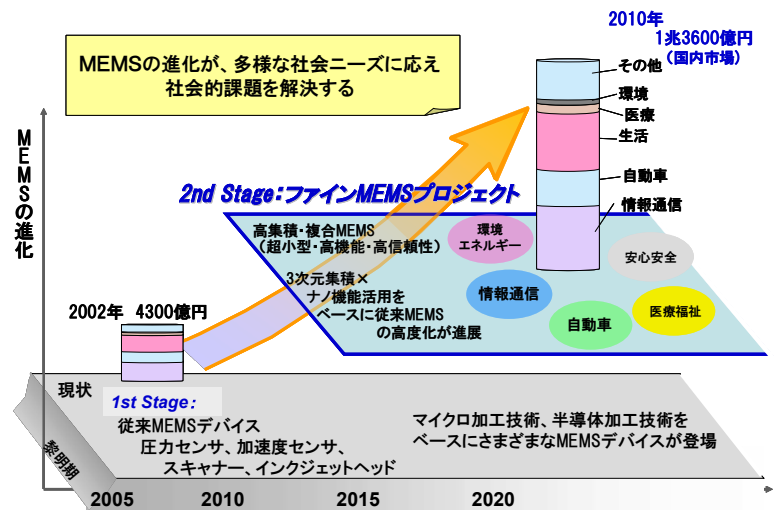 2010年
1兆3600億円
(国内市場)
MEMSの進化が、多様な社会ニーズに応え
社会的課題を解決する
その他
環境
医療
生活
自動車
情報通信
MEMSの進化
2nd Stage:ファインMEMSプロジェクト
高集積・複合MEMS
(超小型・高機能・高信頼性)
3次元集積×
ナノ機能活用を
ベースに従来MEMS
の高度化が進展
環境
エネルギー
安心安全
情報通信
医療福祉
自動車
2002年 4300億円
現状
1st Stage:
従来MEMSデバイス
圧力センサ、加速度センサ、
スキャナー、インクジェットヘッド
マイクロ加工技術、半導体加工技術を
ベースにさまざまなMEMSデバイスが登場
黎明期
2005 2010 2015 2020